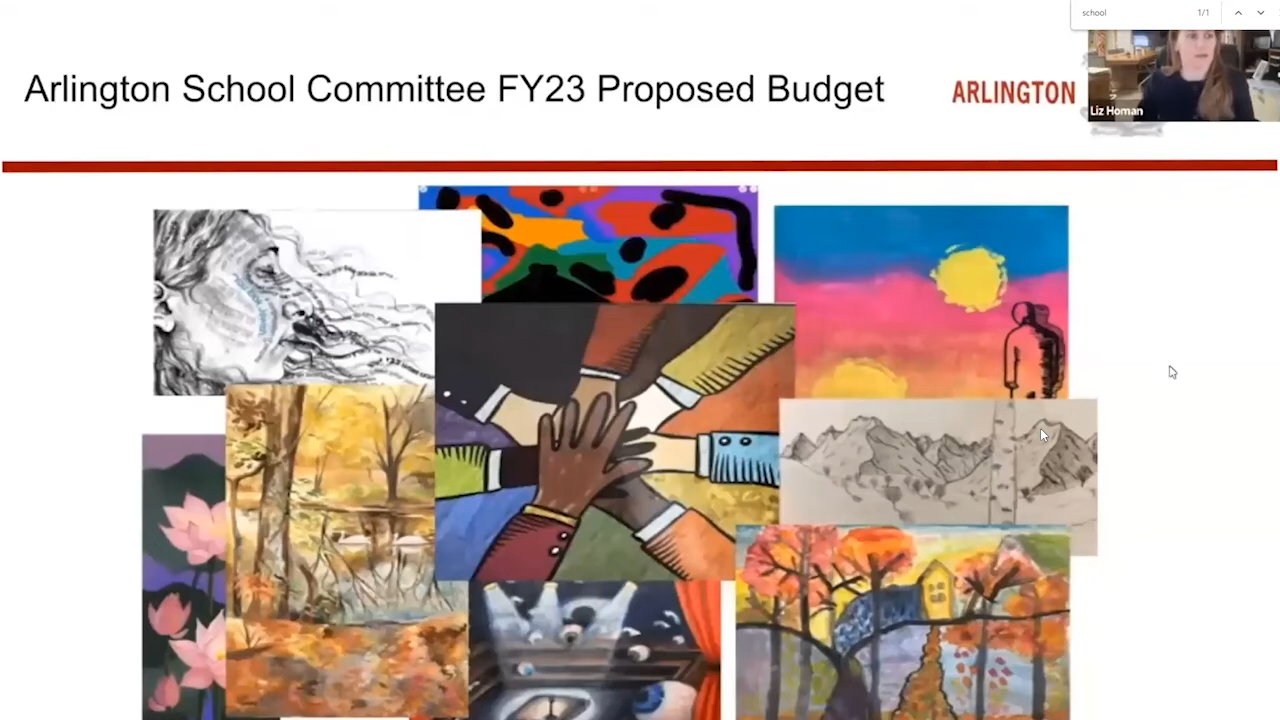 school
1/1
Arlington School Committee FY23 Proposed Budget
ARLINGTON
Liz Homan